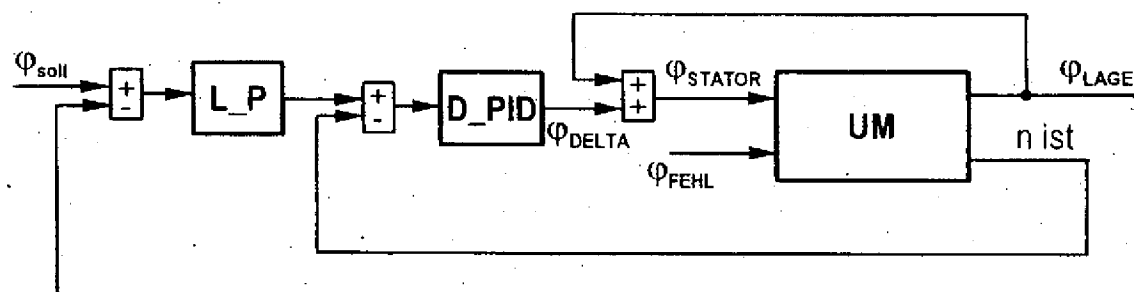 φsoll
+
-
L_P
+
-
D_PID
φDELTA
+
+
φSTATOR
φFEHL
UM
φLAGE
n ist